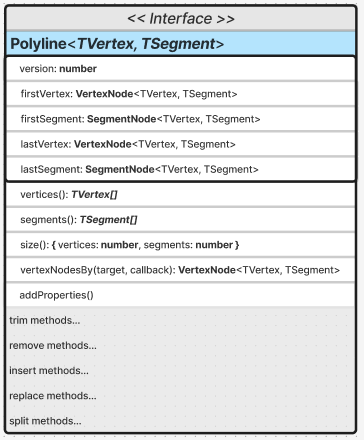 << Interface >>
Polyline<TVertex, TSegment>
version: number
firstVertex: VertexNode<TVertex, TSegment>
firstSegment: SegmentNode<TVertex, TSegment>
lastVertex: VertexNode<TVertex, TSegment>
lastSegment: SegmentNode<TVertex, TSegment>
vertices(): TVertex[]
segments(): TSegment[]
size(): { vertices: number, segments: number }
vertexNodesBy(target, callback): VertexNode<TVertex, TSegment>
addProperties()
trim methods...
remove methods...
insert methods...
replace methods...
split methods...